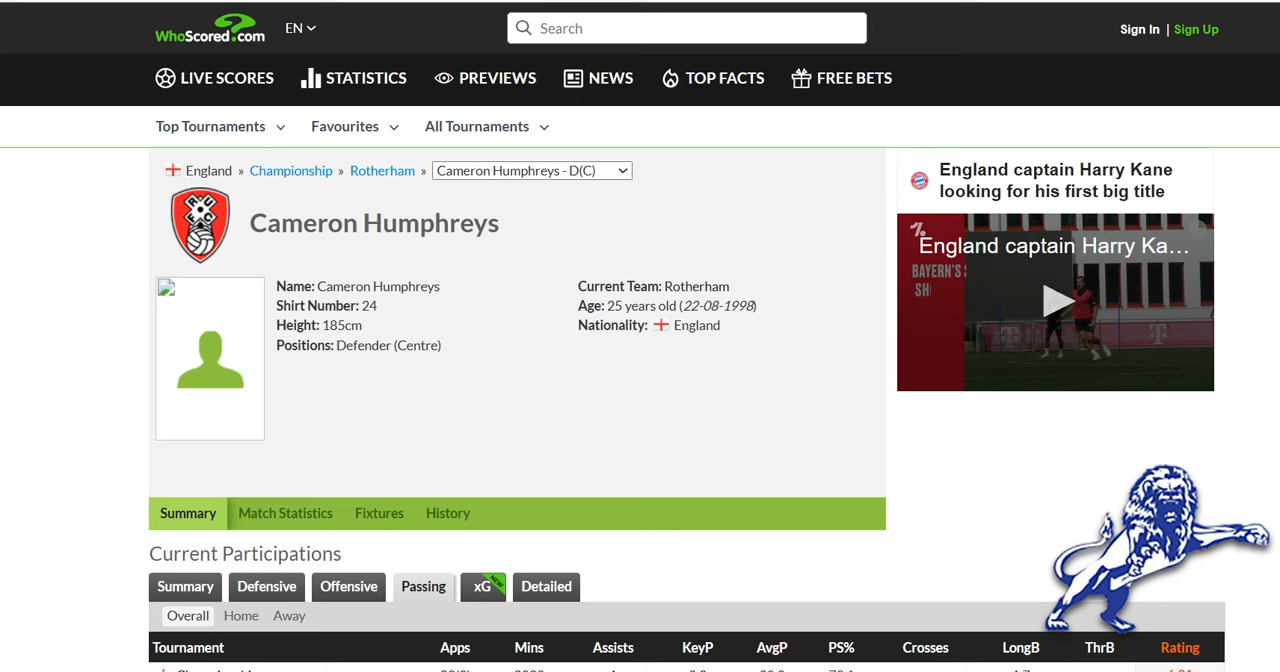 WhoScored.com EN Search Sign In | Sign Up
LIVE SCORES STATISTICS PREVIEWS NEWS TOP FACTS FREE BETS
Top Tournaments Favourites All Tournaments
England » Championship » Rotherham » Cameron Humphreys - D(C)
Cameron Humphreys
Name: Cameron Humphreys
Shirt Number: 24
Height: 185cm
Positions: Defender (Centre)
Current Team: Rotherham
Age: 25 years old (22-08-1998)
Nationality: England
England captain Harry Kane
looking for his first big title
England captain Harry Ka...
BAYERN'S
Summary Match Statistics Fixtures History
Current Participations
Summary Defensive Offensive Passing xG NEW Detailed
Overall Home Away
Tournament Apps Mins Assists KeyP AvgP PS% Crosses LongB ThrB Rating